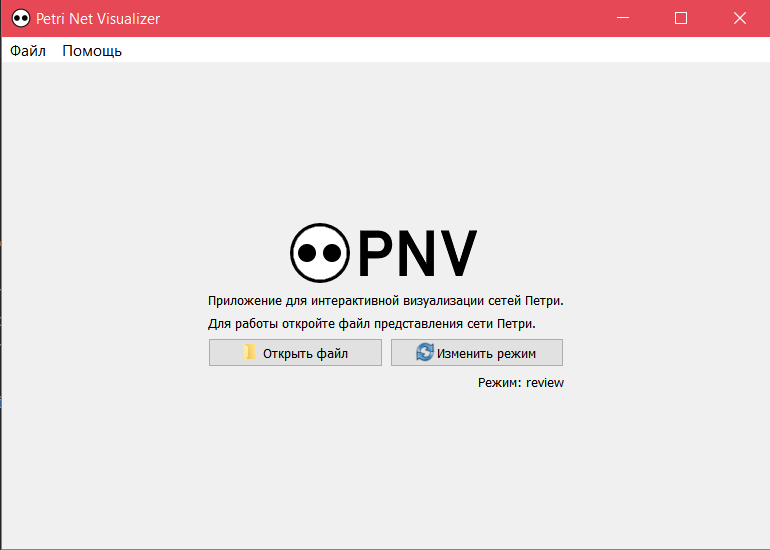 Petri Net Visualizer
Файл Помощь
PNV
Приложение для интерактивной визуализации сетей Петри.
Для работы откройте файл представления сети Петри.
Открыть файл Изменить режим
Режим: review